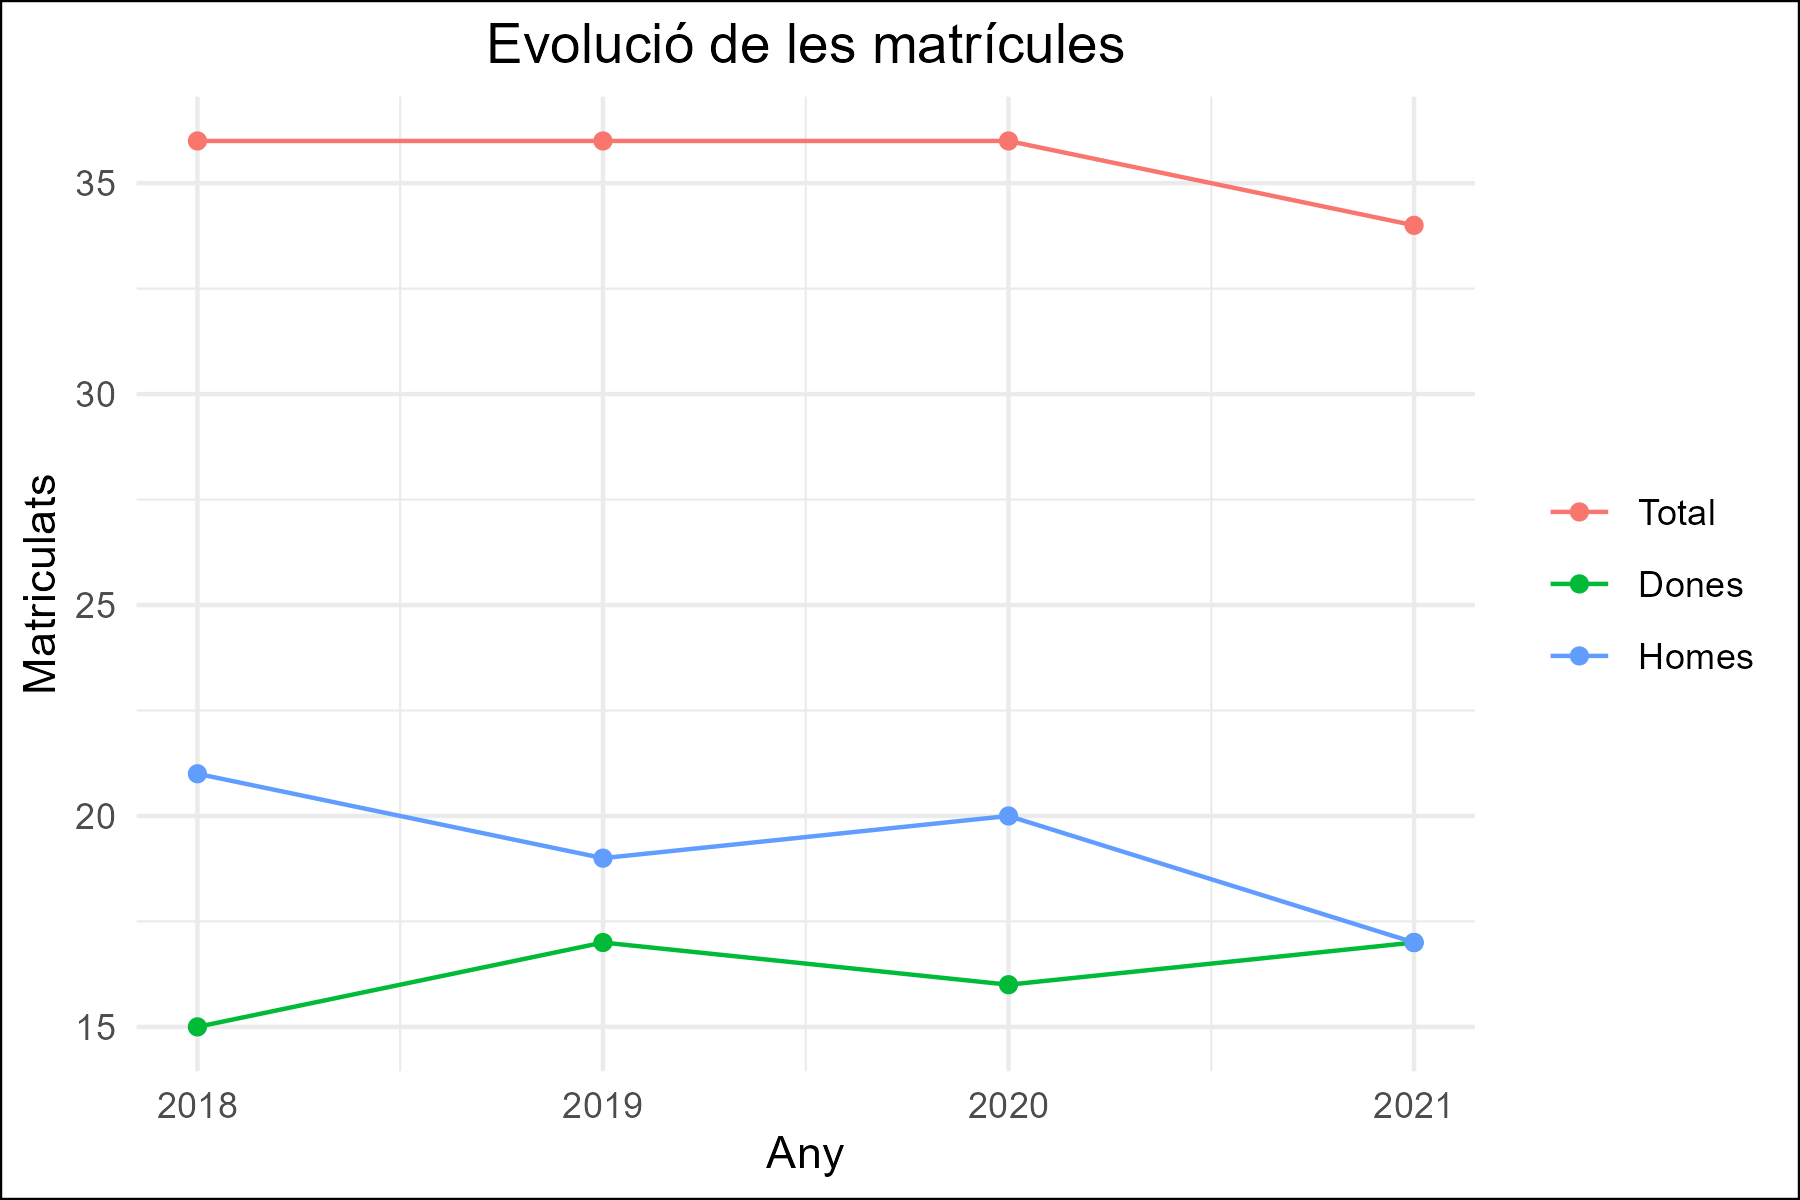 Evolució de les matrícules
35
30
25
20
15
Matriculats
2018 2019 2020 2021
Any
Total
Dones
Homes